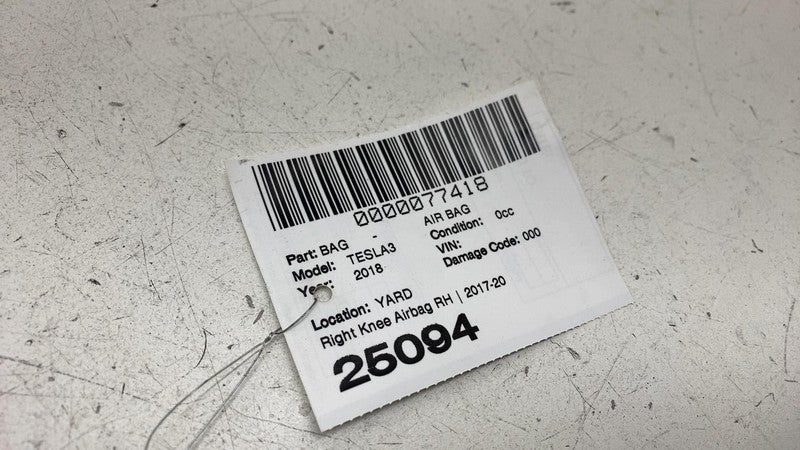 0000077418
Part: BAG - AIR BAG
Model: TESLA3 Condition: 0cc
Year: 2018 VIN:
Damage Code: 000
Location: YARD
Right Knee Airbag RH | 2017-20
25094